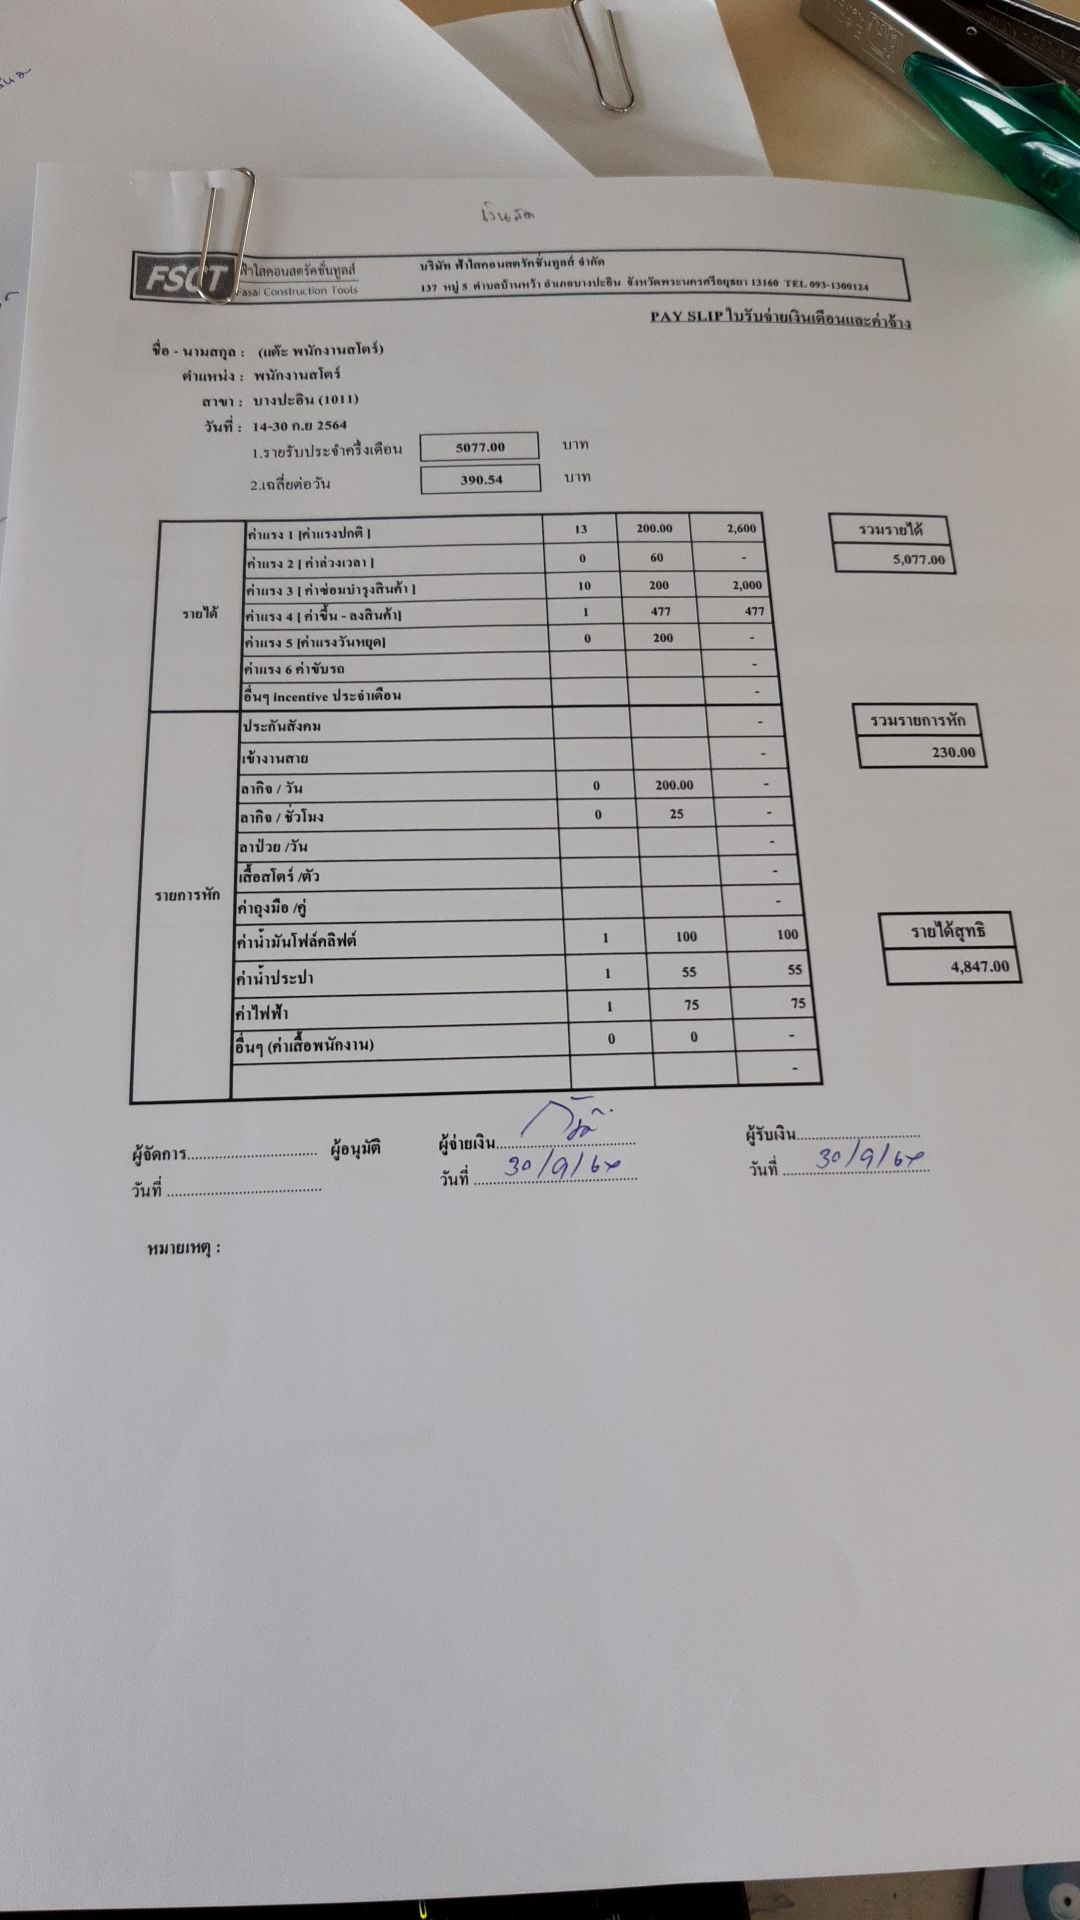 เงินสด
FSCT ฟ้าใสคอนสตรัคชั่นทูลส์
Fasai Construction Tools
บริษัท ฟ้าใสคอนสตรัคชั่นทูลส์ จำกัด
137 หมู่ 5 ตำบลบ้านหว้า อำเภอบางปะอิน จังหวัดพระนครศรีอยุธยา 13160 TEL 093-1300124
PAY SLIP ใบรับจ่ายเงินเดือนและค่าจ้าง
ชื่อ - นามสกุล : (แต๊ะ พนักงานสโตร์)
ตำแหน่ง : พนักงานสโตร์
สาขา : บางปะอิน (1011)
วันที่ : 14-30 ก.ย 2564
1.รายรับประจำครึ่งเดือน 5077.00 บาท
2.เฉลี่ยต่อวัน 390.54 บาท
รายได้
ค่าแรง 1 [ค่าแรงปกติ ] 13 200.00 2,600
ค่าแรง 2 [ ค่าล่วงเวลา ] 0 60 -
ค่าแรง 3 [ ค่าซ่อมบำรุงสินค้า ] 10 200 2,000
ค่าแรง 4 [ ค่าขึ้น - ลงสินค้า] 1 477 477
ค่าแรง 5 [ค่าแรงวันหยุด] 0 200 -
ค่าแรง 6 ค่าขับรถ -
อื่นๆ incentive ประจำเดือน -
รวมรายได้
5,077.00
รายการหัก
ประกันสังคม -
เข้างานสาย -
ลากิจ / วัน 0 200.00 -
ลากิจ / ชั่วโมง 0 25 -
ลาป่วย /วัน -
เสื้อสโตร์ /ตัว -
ค่าถุงมือ /คู่ -
ค่าน้ำมันโฟล์คลิฟต์ 1 100 100
ค่าน้ำประปา 1 55 55
ค่าไฟฟ้า 1 75 75
อื่นๆ (ค่าเสื้อพนักงาน) 0 0 -
-
รวมรายการหัก
230.00
รายได้สุทธิ
4,847.00
ผู้จัดการ.............................. ผู้อนุมัติ ผู้จ่ายเงิน.............................. ผู้รับเงิน..............................
วันที่ .............................. วันที่ 30/9/64 วันที่ 30/9/64
หมายเหตุ :